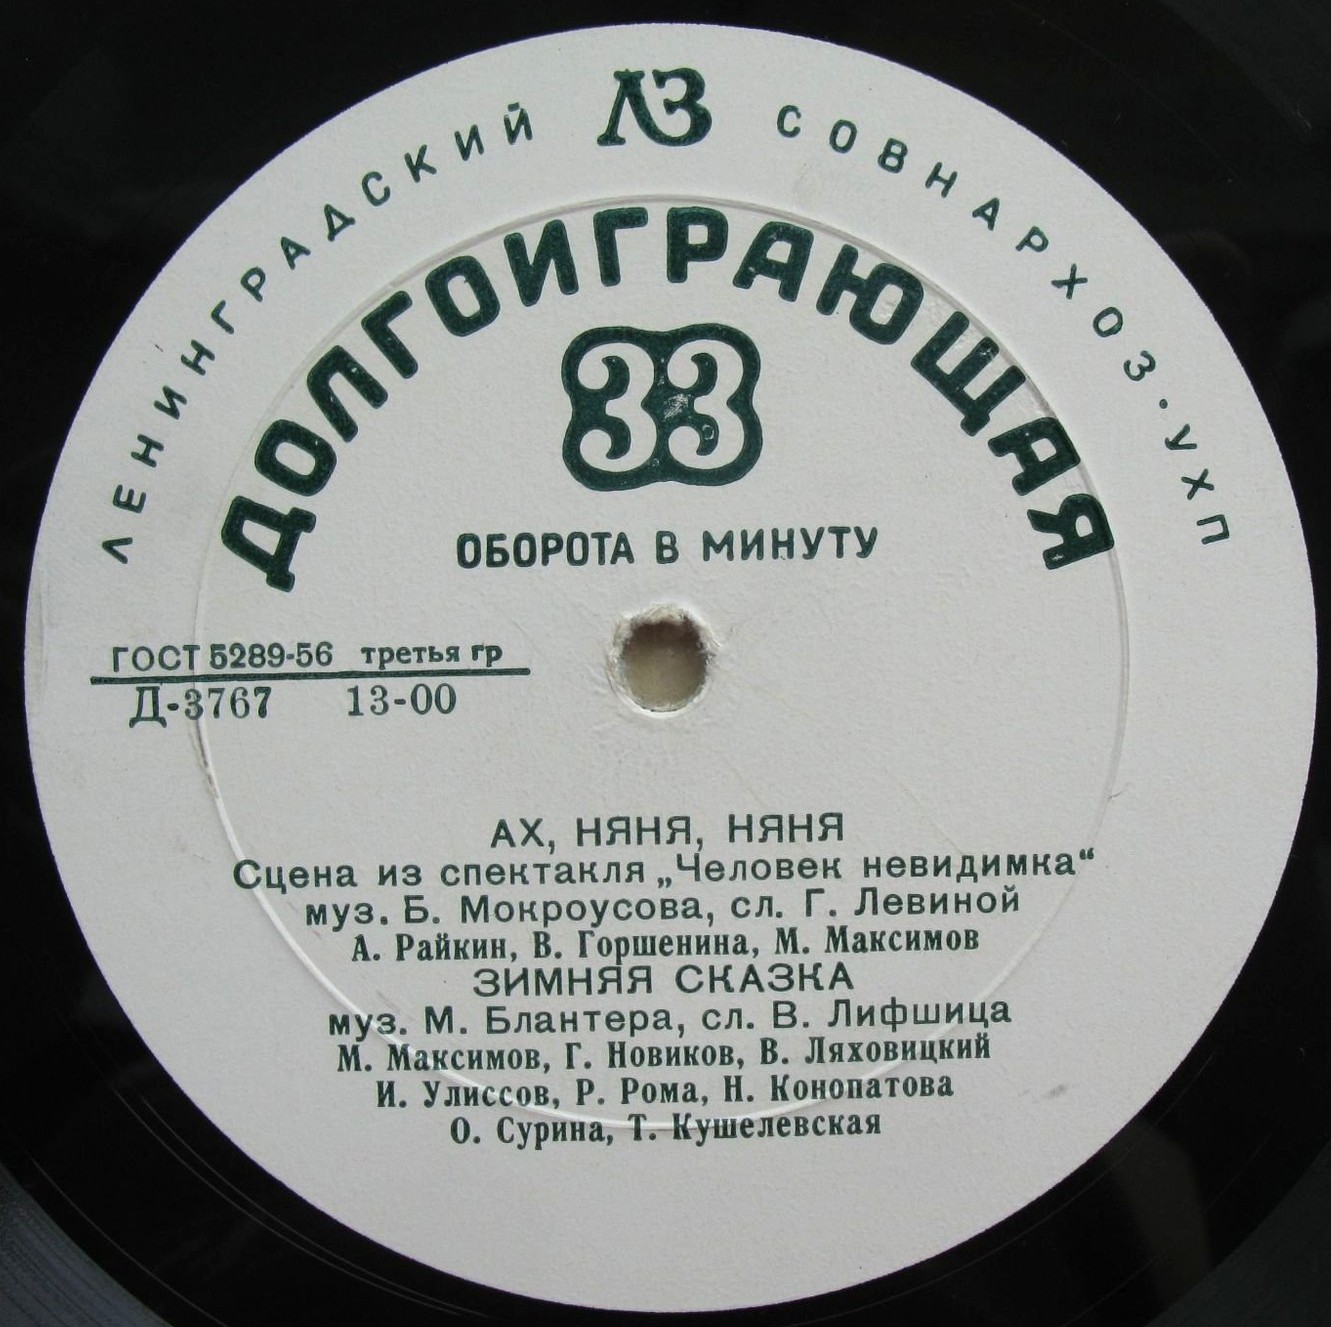 ЛЕНИНГРАДСКИЙ ЛЗ СОВНАРХОЗ · УХП
ДОЛГОИГРАЮЩАЯ
33
ОБОРОТА В МИНУТУ
ГОСТ 5289-56 третья гр
Д-3767 13-00
АХ, НЯНЯ, НЯНЯ
Сцена из спектакля „Человек невидимка“
муз. Б. Мокроусова, сл. Г. Левиной
А. Райкин, В. Горшенина, М. Максимов
ЗИМНЯЯ СКАЗКА
муз. М. Блантера, сл. В. Лифшица
М. Максимов, Г. Новиков, В. Ляховицкий
И. Улиссов, Р. Рома, Н. Конопатова
О. Сурина, Т. Кушелевская